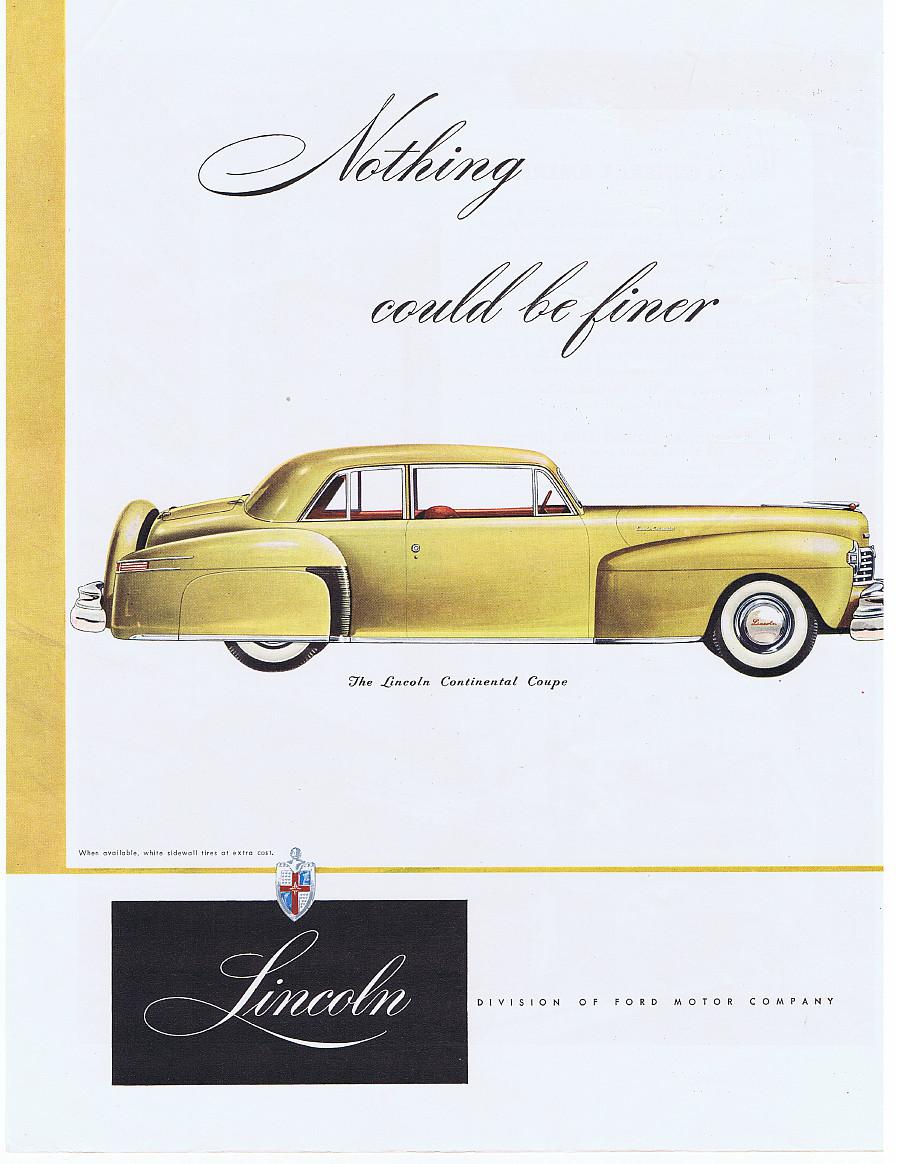 Nothing
could be finer
The Lincoln Continental Coupe
When available, white sidewall tires at extra cost.
Lincoln
DIVISION OF FORD MOTOR COMPANY
Lincoln